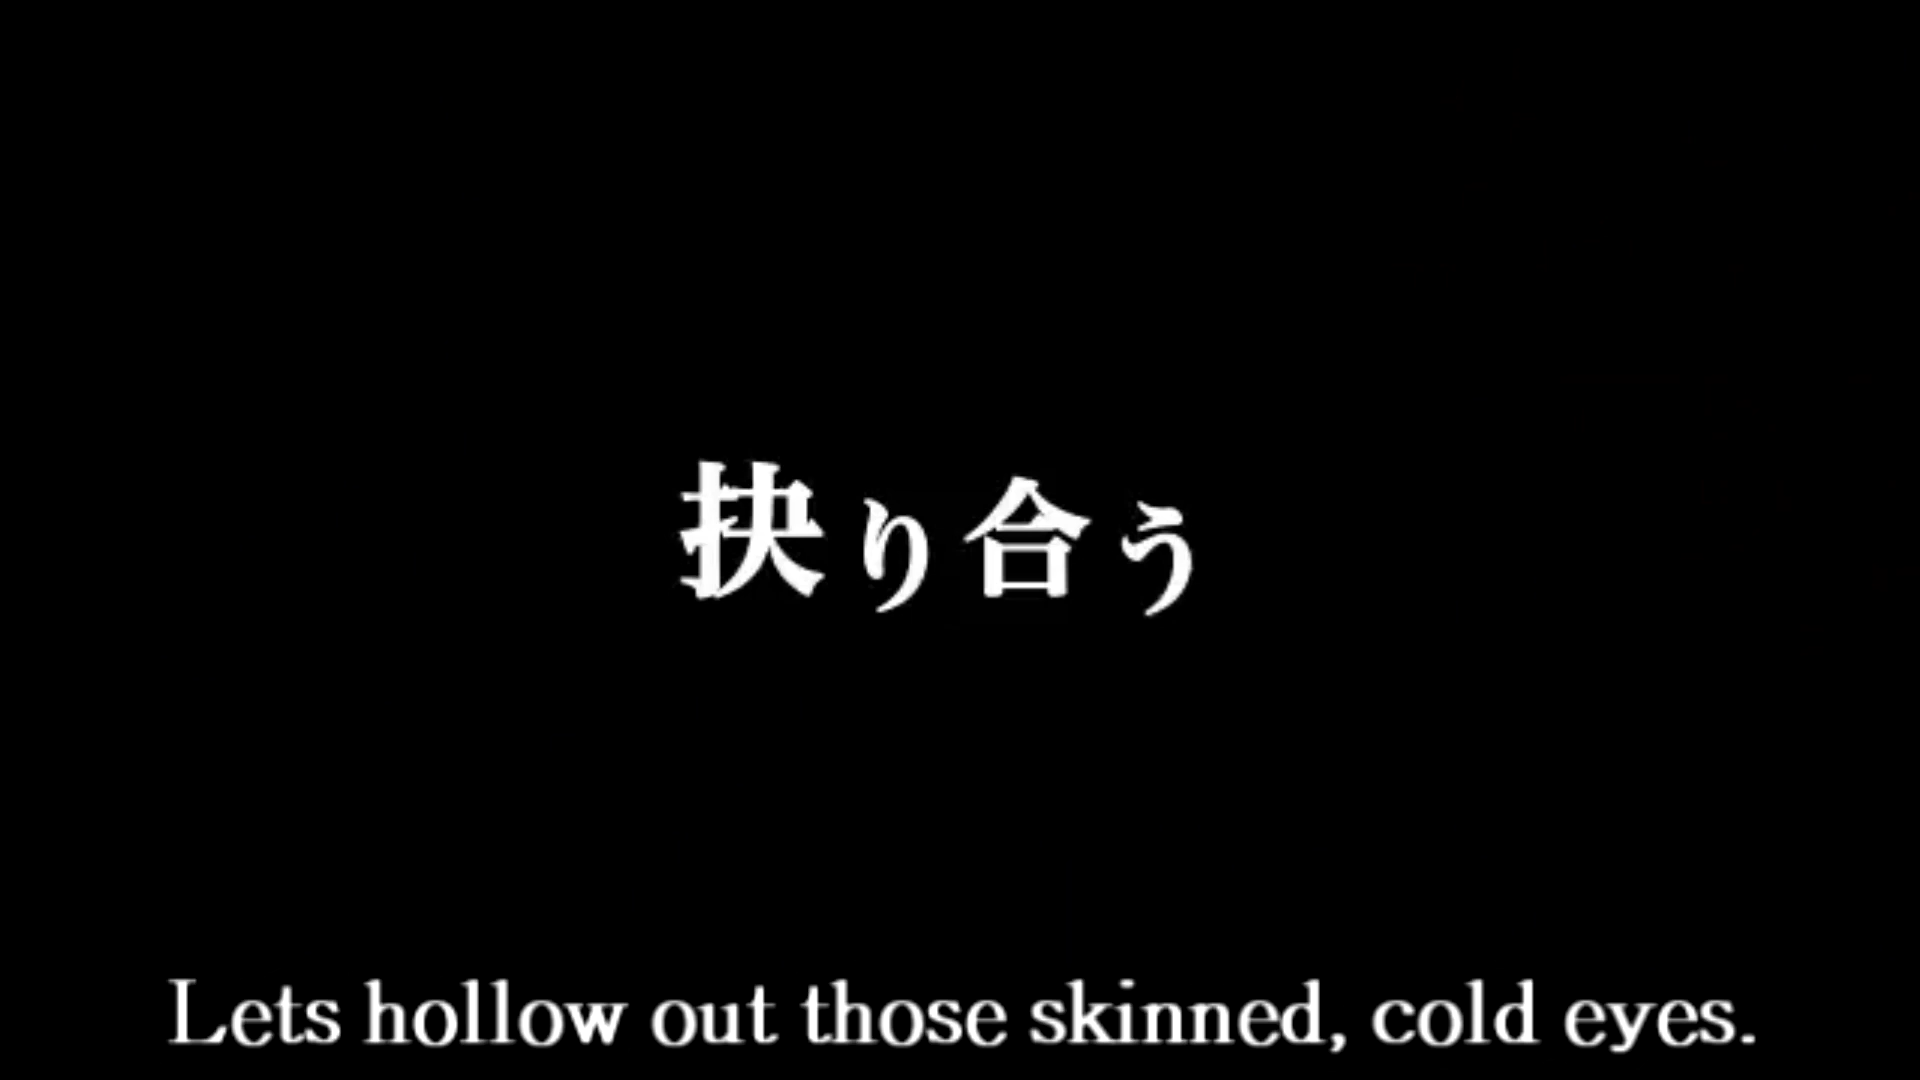 抉り合う
Lets hollow out those skinned, cold eyes.